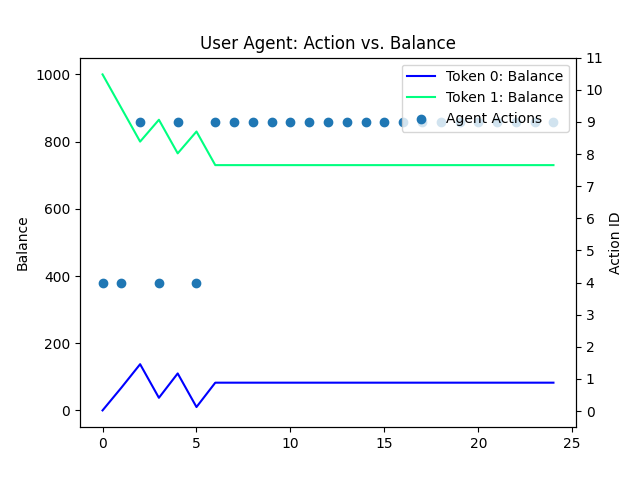 User Agent: Action vs. Balance
Token 0: Balance
Token 1: Balance
Agent Actions
Balance
1000
800
600
400
200
0
Action ID
11
10
9
8
7
6
5
4
3
2
1
0
0 5 10 15 20 25